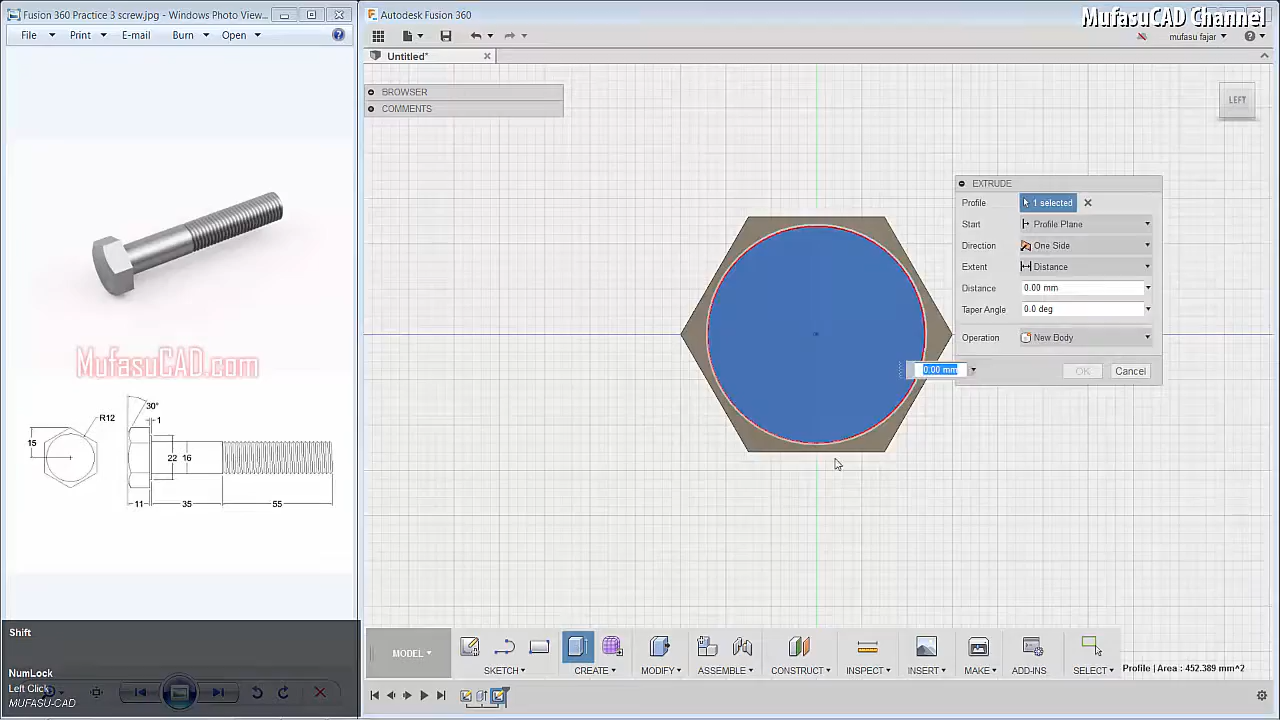 Fusion 360 Practice 3 screw.jpg - Windows Photo View...
File Print E-mail Burn Open
MufasuCAD.com
15
R12
30°
1
22 16
11 35 55
Shift
NumLock
Left Click
MUFASU-CAD
Autodesk Fusion 360
MufasuCAD Channel
mufasu fajar
Untitled*
BROWSER
COMMENTS
LEFT
EXTRUDE
Profile 1 selected
Start Profile Plane
Direction One Side
Extent Distance
Distance 0.00 mm
Taper Angle 0.0 deg
Operation New Body
OK Cancel
0.00 mm
MODEL
SKETCH CREATE MODIFY ASSEMBLE CONSTRUCT INSPECT INSERT MAKE ADD-INS SELECT
Profile | Area : 452.389 mm^2